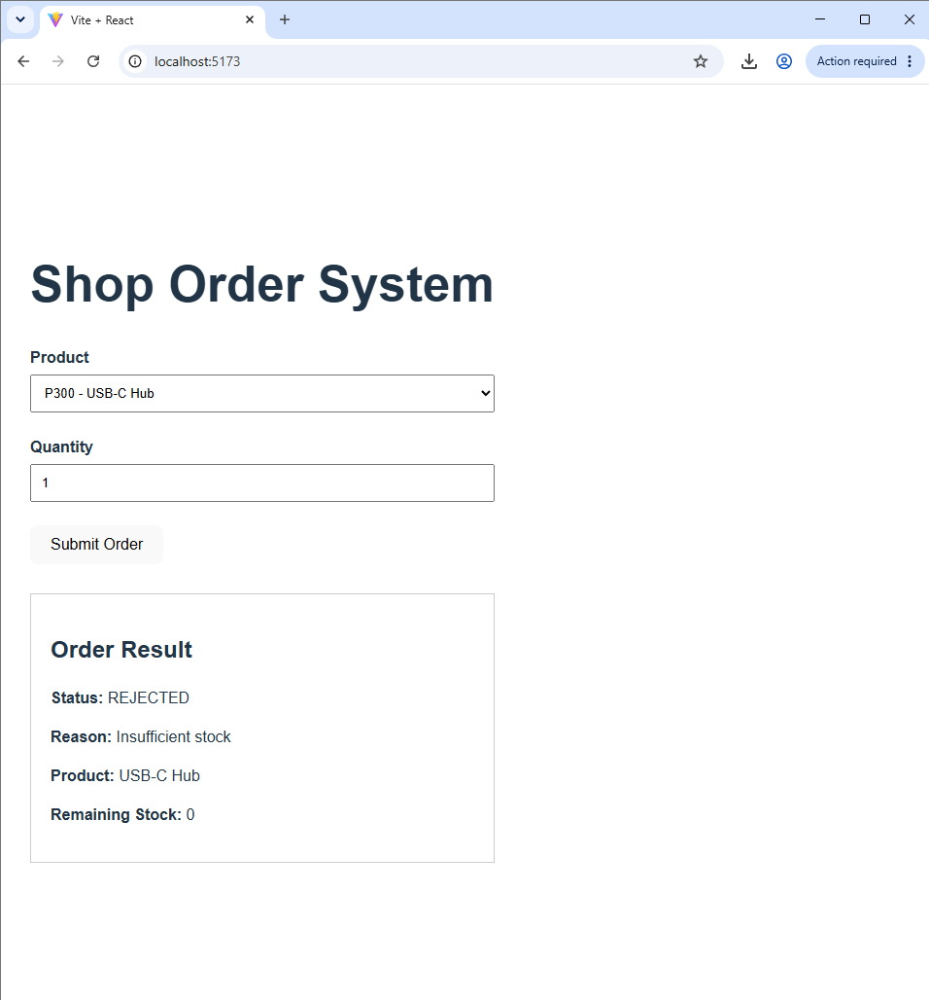 Vite + React
localhost:5173
Action required
Shop Order System
Product
P300 - USB-C Hub
Quantity
1
Submit Order
Order Result
Status: REJECTED
Reason: Insufficient stock
Product: USB-C Hub
Remaining Stock: 0